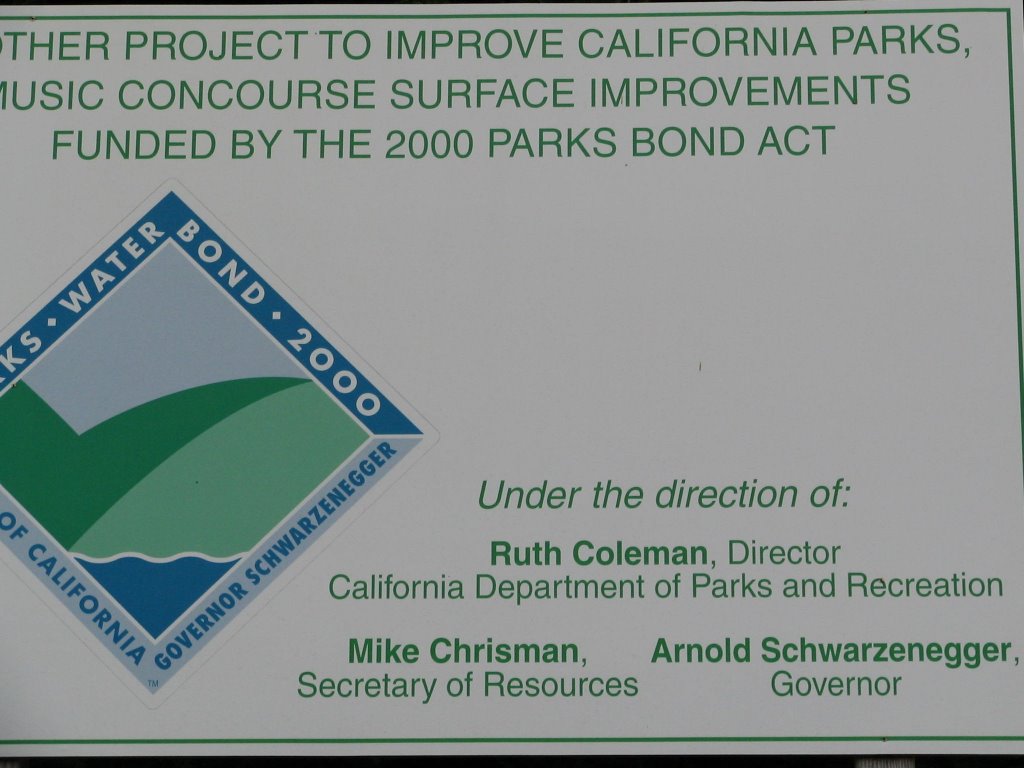 OTHER PROJECT TO IMPROVE CALIFORNIA PARKS,
MUSIC CONCOURSE SURFACE IMPROVEMENTS
FUNDED BY THE 2000 PARKS BOND ACT
RKS • WATER BOND • 2000
OF CALIFORNIA GOVERNOR SCHWARZENEGGER
TM
Under the direction of:
Ruth Coleman, Director
California Department of Parks and Recreation
Mike Chrisman, Arnold Schwarzenegger,
Secretary of Resources Governor